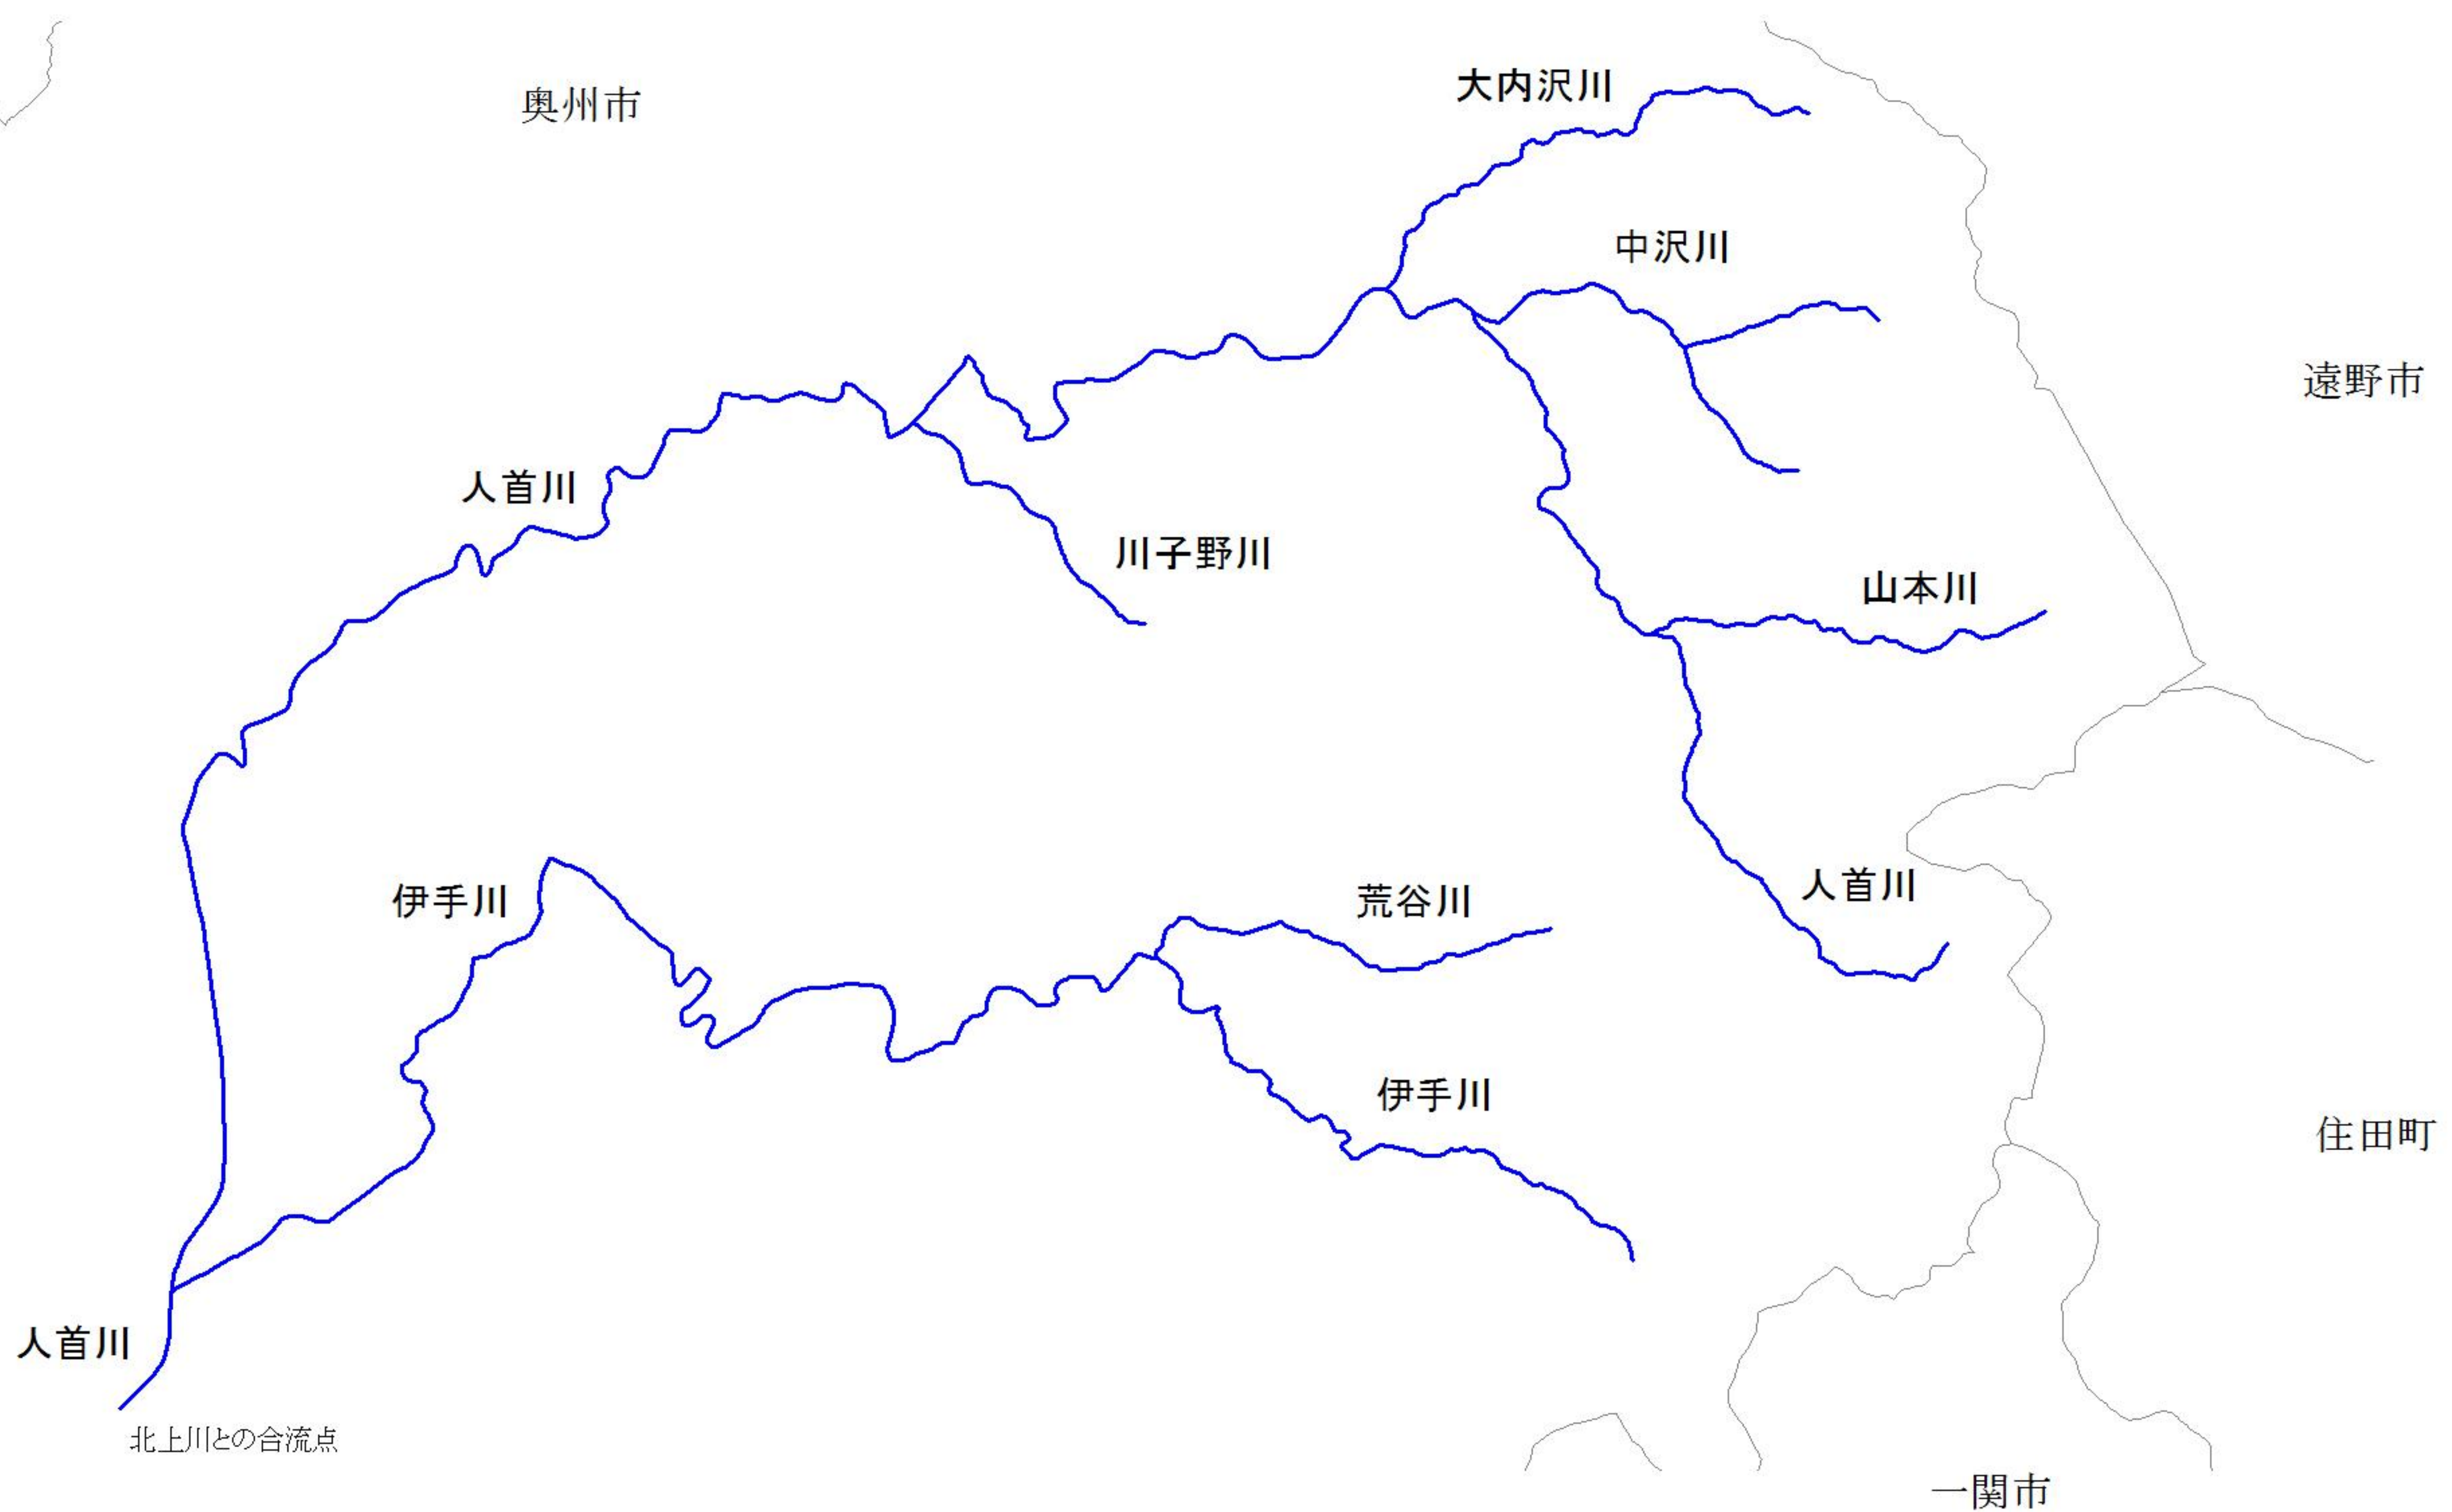 大内沢川
奥州市
中沢川
遠野市
人首川
川子野川
山本川
人首川
伊手川
荒谷川
伊手川
住田町
人首川
北上川との合流点
一関市